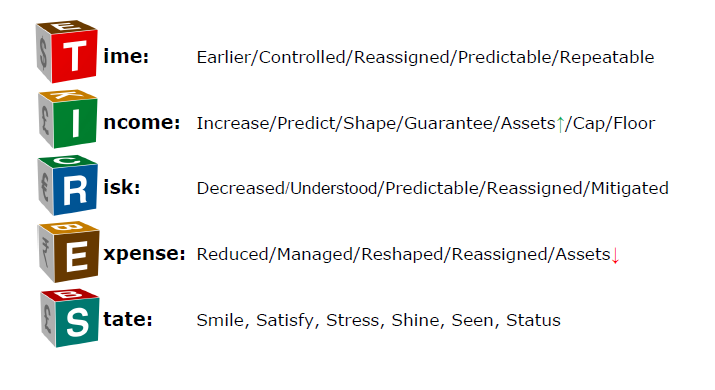 E
$ Time: Earlier/Controlled/Reassigned/Predictable/Repeatable
K
£ Income: Increase/Predict/Shape/Guarantee/Assets↑/Cap/Floor
C
€ Risk: Decreased/Understood/Predictable/Reassigned/Mitigated
B
₹ Expense: Reduced/Managed/Reshaped/Reassigned/Assets↓
B
£ State: Smile, Satisfy, Stress, Shine, Seen, Status